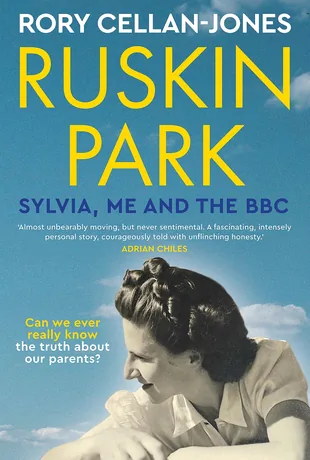 RORY CELLAN-JONES
RUSKIN
PARK
SYLVIA, ME AND THE BBC
‘Almost unbearably moving, but never sentimental. A fascinating, intensely
personal story, courageously told with unflinching honesty.’
ADRIAN CHILES
Can we ever
really know
the truth about
our parents?